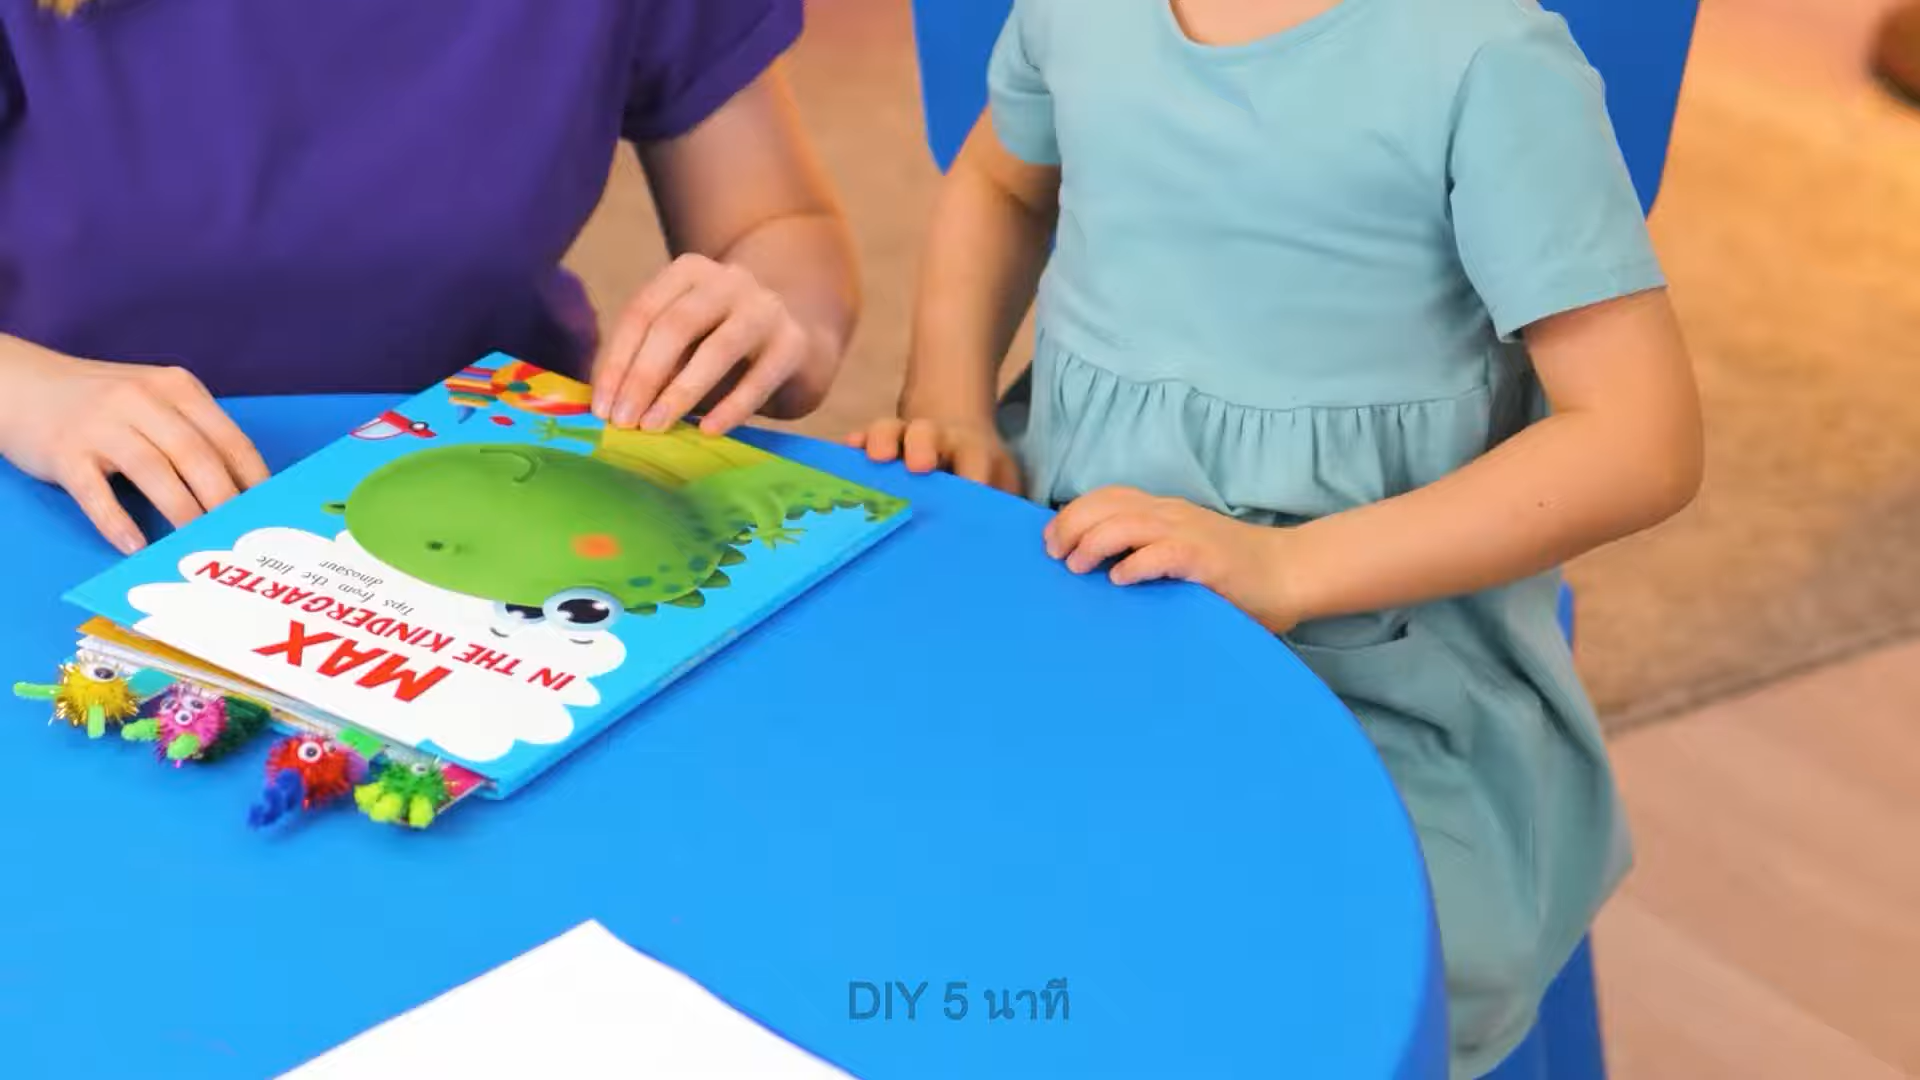 MAX
IN THE KINDERGARTEN
Tips from the little
dinosaur
DIY 5 นาที